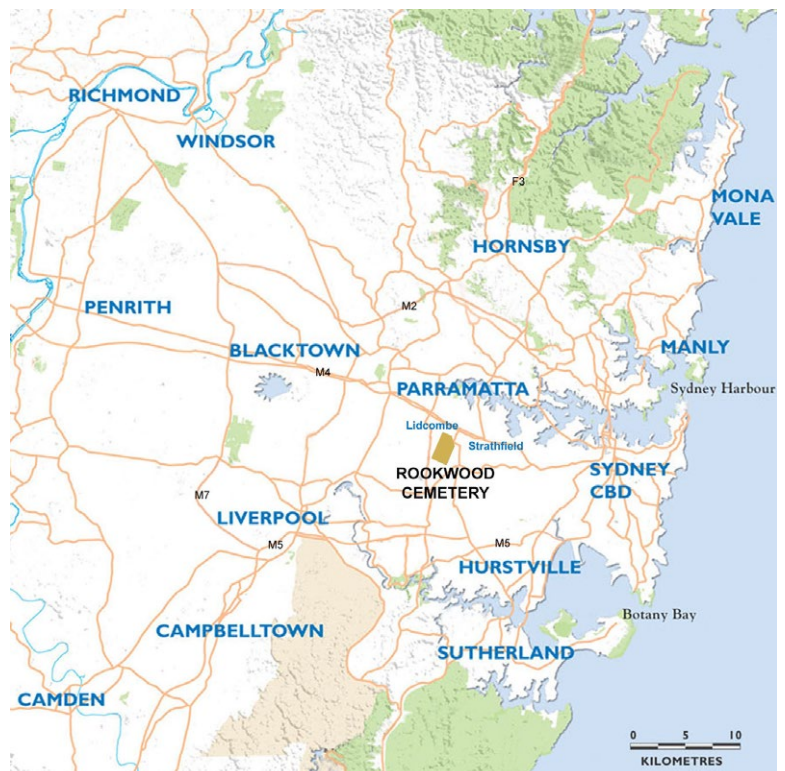 RICHMOND
WINDSOR
F3
MONA
VALE
HORNSBY
PENRITH
M2
BLACKTOWN
MANLY
M4
PARRAMATTA
Sydney Harbour
Lidcombe
Strathfield
ROOKWOOD
CEMETERY
SYDNEY
CBD
M7
LIVERPOOL
M5
M5
HURSTVILLE
Botany Bay
CAMPBELLTOWN
SUTHERLAND
CAMDEN
0 5 10
KILOMETRES